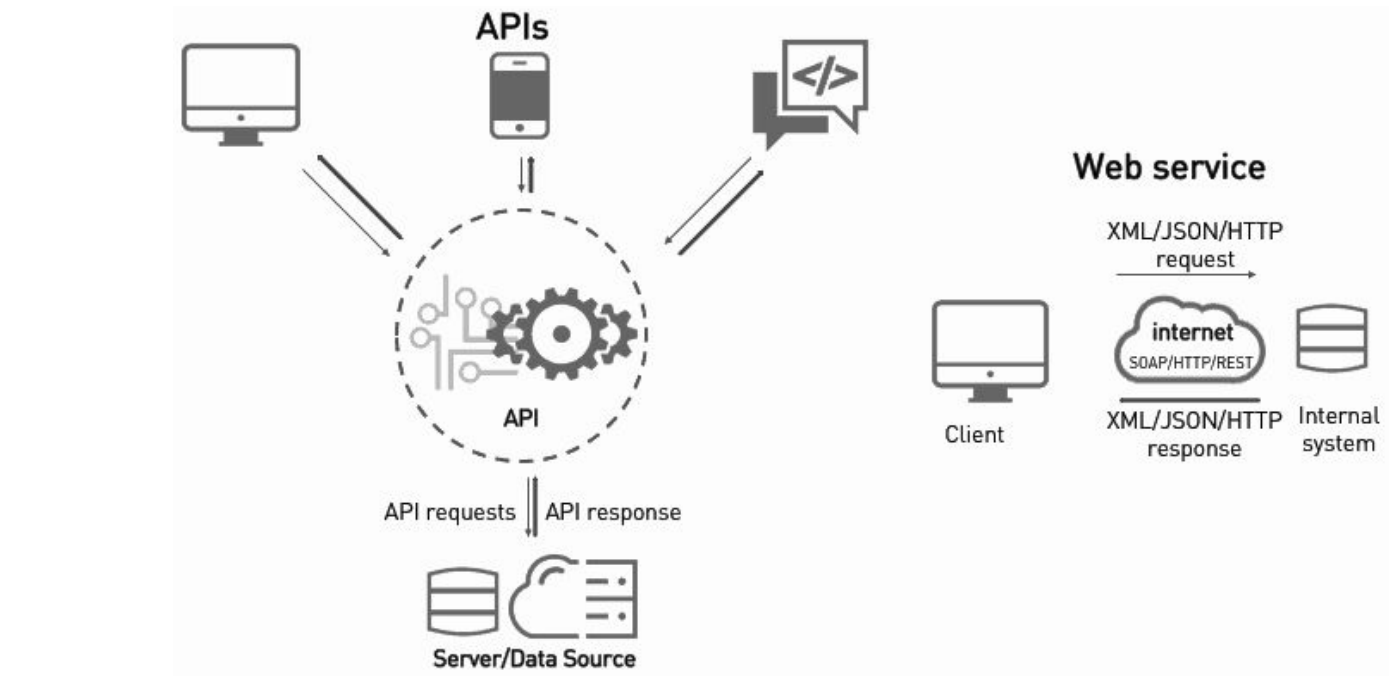 APIs
</>
API
API requests
API response
Server/Data Source
Web service
XML/JSON/HTTP
request
internet
SOAP/HTTP/REST
XML/JSON/HTTP
response
Client
Internal
system